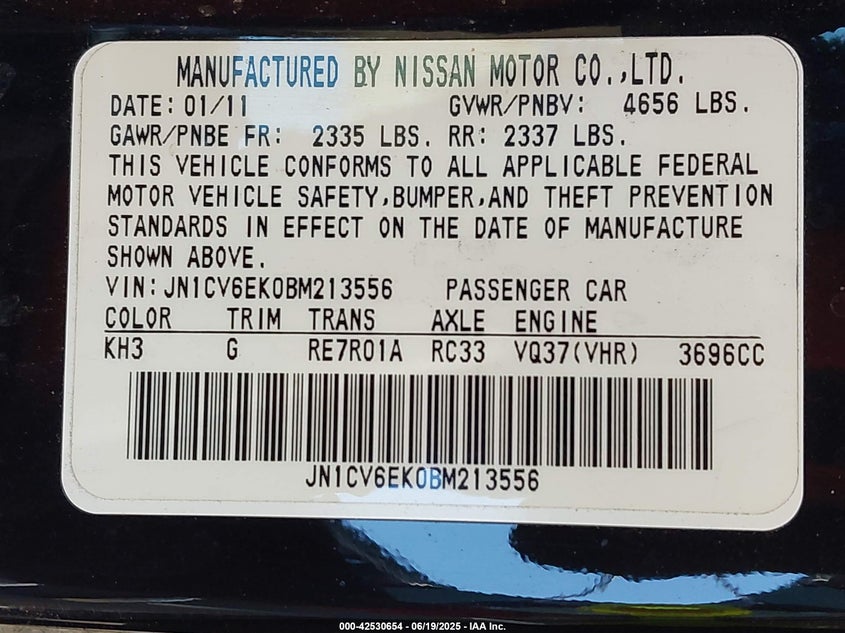 MANUFACTURED BY NISSAN MOTOR CO.,LTD.
DATE: 01/11 GVWR/PNBV: 4656 LBS.
GAWR/PNBE FR: 2335 LBS. RR: 2337 LBS.
THIS VEHICLE CONFORMS TO ALL APPLICABLE FEDERAL
MOTOR VEHICLE SAFETY,BUMPER,AND THEFT PREVENTION
STANDARDS IN EFFECT ON THE DATE OF MANUFACTURE
SHOWN ABOVE.
VIN: JN1CV6EK0BM213556 PASSENGER CAR
COLOR TRIM TRANS AXLE ENGINE
KH3 G RE7R01A RC33 VQ37(VHR) 3696CC
JN1CV6EK0BM213556
000-42530654 - 06/19/2025 - IAA Inc.